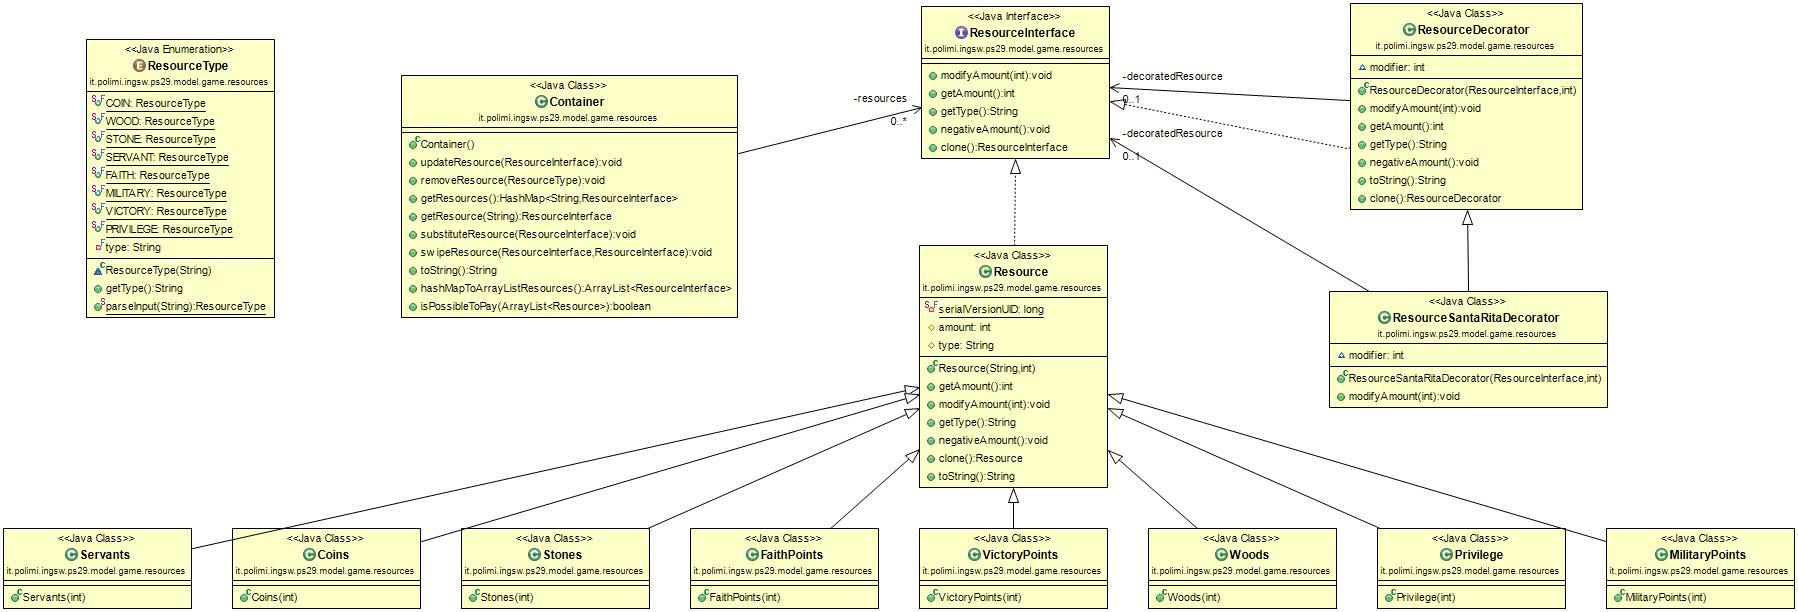 <<Java Enumeration>>
ResourceType
it.polimi.ingsw.ps29.model.game.resources
COIN: ResourceType
WOOD: ResourceType
STONE: ResourceType
SERVANT: ResourceType
FAITH: ResourceType
MILITARY: ResourceType
VICTORY: ResourceType
PRIVILEGE: ResourceType
type: String
ResourceType(String)
getType():String
parseInput(String):ResourceType
<<Java Class>>
Container
it.polimi.ingsw.ps29.model.game.resources
Container()
updateResource(ResourceInterface):void
removeResource(ResourceType):void
getResources():HashMap<String,ResourceInterface>
getResource(String):ResourceInterface
substituteResource(ResourceInterface):void
swipeResource(ResourceInterface,ResourceInterface):void
toString():String
hashMapToArrayListResources():ArrayList<ResourceInterface>
isPossibleToPay(ArrayList<Resource>):boolean
-resources
0..*
<<Java Interface>>
ResourceInterface
it.polimi.ingsw.ps29.model.game.resources
modifyAmount(int):void
getAmount():int
getType():String
negativeAmount():void
clone():ResourceInterface
-decoratedResource
0..1
-decoratedResource
0..1
<<Java Class>>
ResourceDecorator
it.polimi.ingsw.ps29.model.game.resources
modifier: int
ResourceDecorator(ResourceInterface,int)
modifyAmount(int):void
getAmount():int
getType():String
negativeAmount():void
toString():String
clone():ResourceDecorator
<<Java Class>>
Resource
it.polimi.ingsw.ps29.model.game.resources
serialVersionUID: long
amount: int
type: String
Resource(String,int)
getAmount():int
modifyAmount(int):void
getType():String
negativeAmount():void
clone():Resource
toString():String
<<Java Class>>
ResourceSantaRitaDecorator
it.polimi.ingsw.ps29.model.game.resources
modifier: int
ResourceSantaRitaDecorator(ResourceInterface,int)
modifyAmount(int):void
<<Java Class>>
Servants
it.polimi.ingsw.ps29.model.game.resources
Servants(int)
<<Java Class>>
Coins
it.polimi.ingsw.ps29.model.game.resources
Coins(int)
<<Java Class>>
Stones
it.polimi.ingsw.ps29.model.game.resources
Stones(int)
<<Java Class>>
FaithPoints
it.polimi.ingsw.ps29.model.game.resources
FaithPoints(int)
<<Java Class>>
VictoryPoints
it.polimi.ingsw.ps29.model.game.resources
VictoryPoints(int)
<<Java Class>>
Woods
it.polimi.ingsw.ps29.model.game.resources
Woods(int)
<<Java Class>>
Privilege
it.polimi.ingsw.ps29.model.game.resources
Privilege(int)
<<Java Class>>
MilitaryPoints
it.polimi.ingsw.ps29.model.game.resources
MilitaryPoints(int)